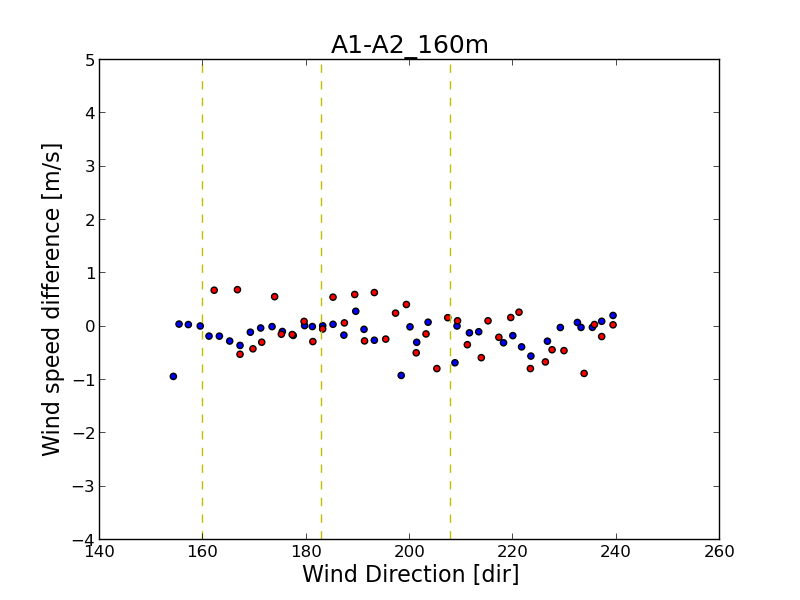 A1-A2_160m
5
4
3
2
1
0
−1
−2
−3
−4
Wind speed difference [m/s]
140 160 180 200 220 240 260
Wind Direction [dir]